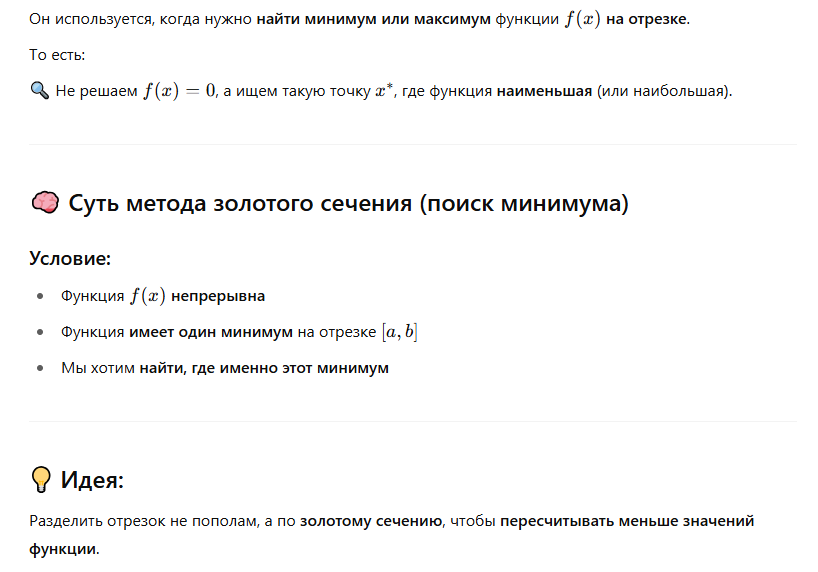 Он используется, когда нужно найти минимум или максимум функции f(x) на отрезке.
То есть:
🔍 Не решаем f(x) = 0, а ищем такую точку x*, где функция наименьшая (или наибольшая).
🧠 Суть метода золотого сечения (поиск минимума)
Условие:
• Функция f(x) непрерывна
• Функция имеет один минимум на отрезке [a, b]
• Мы хотим найти, где именно этот минимум
💡 Идея:
Разделить отрезок не пополам, а по золотому сечению, чтобы пересчитывать меньше значений
функции.